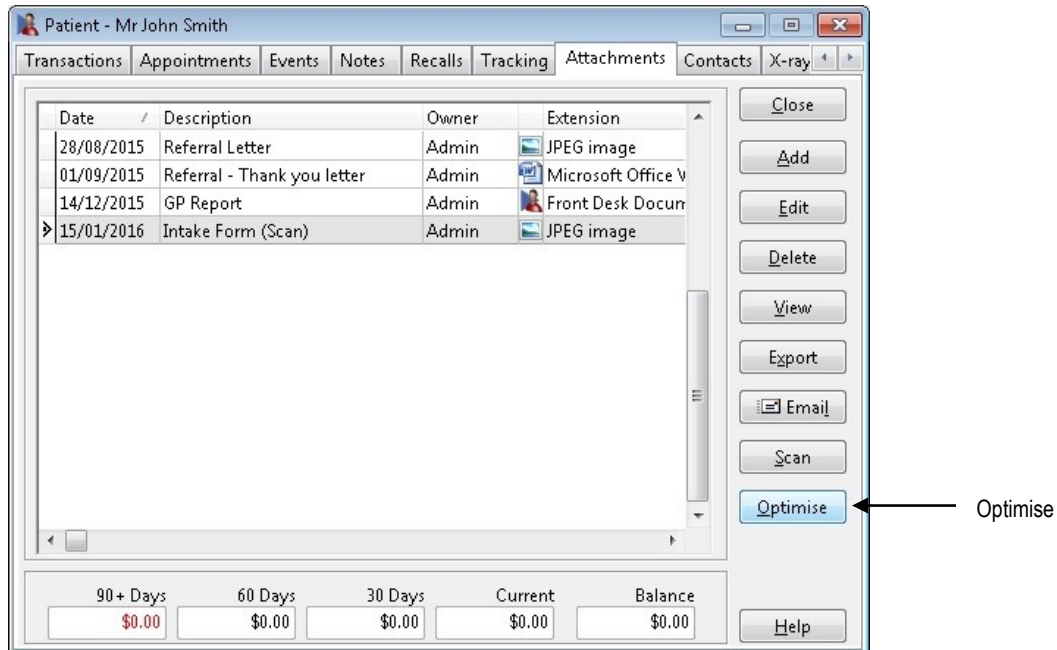 Patient - Mr John Smith
Transactions Appointments Events Notes Recalls Tracking Attachments Contacts X-ray
Date Description Owner Extension
28/08/2015 Referral Letter Admin JPEG image
01/09/2015 Referral - Thank you letter Admin Microsoft Office
14/12/2015 GP Report Admin Front Desk Docum
15/01/2016 Intake Form (Scan) Admin JPEG image
Close
Add
Edit
Delete
View
Export
Email
Scan
Optimise
Optimise
90+ Days 60 Days 30 Days Current Balance
$0.00 $0.00 $0.00 $0.00 $0.00
Help